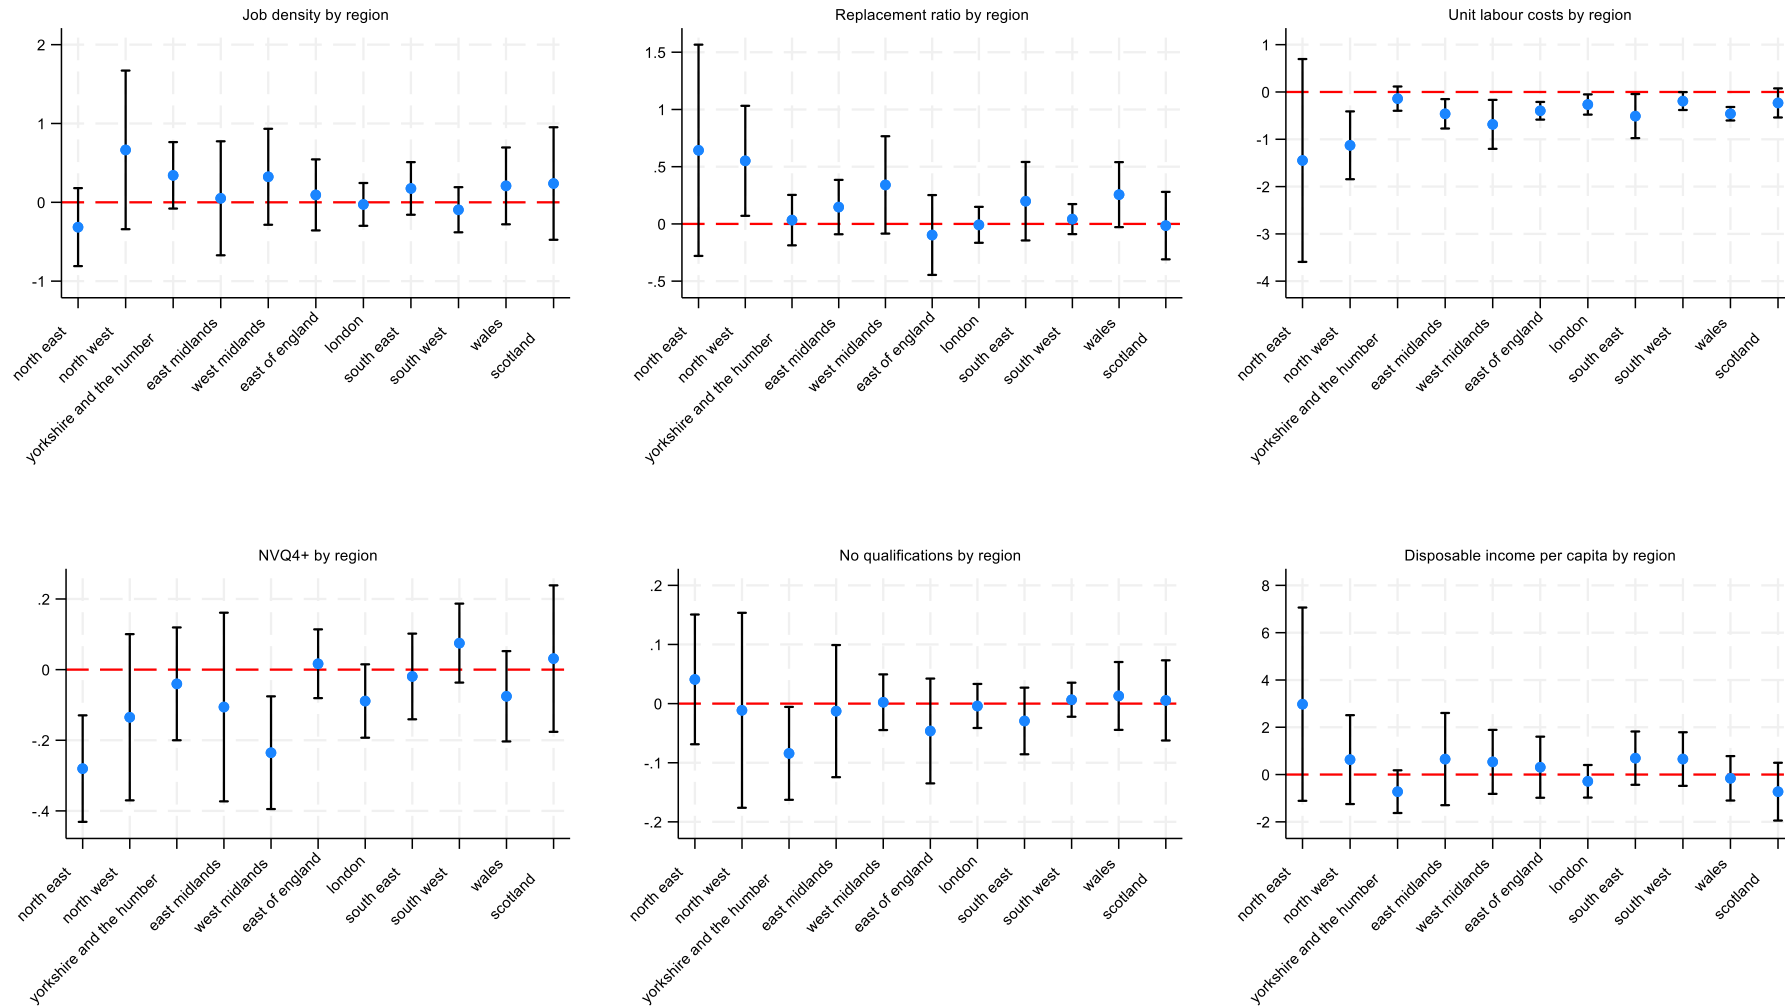 Job density by region
2
1
0
-1
north east
north west
yorkshire and the humber
east midlands
west midlands
east of england
london
south east
south west
wales
scotland
Replacement ratio by region
1.5
1
.5
0
-.5
north east
north west
yorkshire and the humber
east midlands
west midlands
east of england
london
south east
south west
wales
scotland
Unit labour costs by region
1
0
-1
-2
-3
-4
north east
north west
yorkshire and the humber
east midlands
west midlands
east of england
london
south east
south west
wales
scotland
NVQ4+ by region
.2
0
-.2
-.4
north east
north west
yorkshire and the humber
east midlands
west midlands
east of england
london
south east
south west
wales
scotland
No qualifications by region
.2
.1
0
-.1
-.2
north east
north west
yorkshire and the humber
east midlands
west midlands
east of england
london
south east
south west
wales
scotland
Disposable income per capita by region
8
6
4
2
0
-2
north east
north west
yorkshire and the humber
east midlands
west midlands
east of england
london
south east
south west
wales
scotland